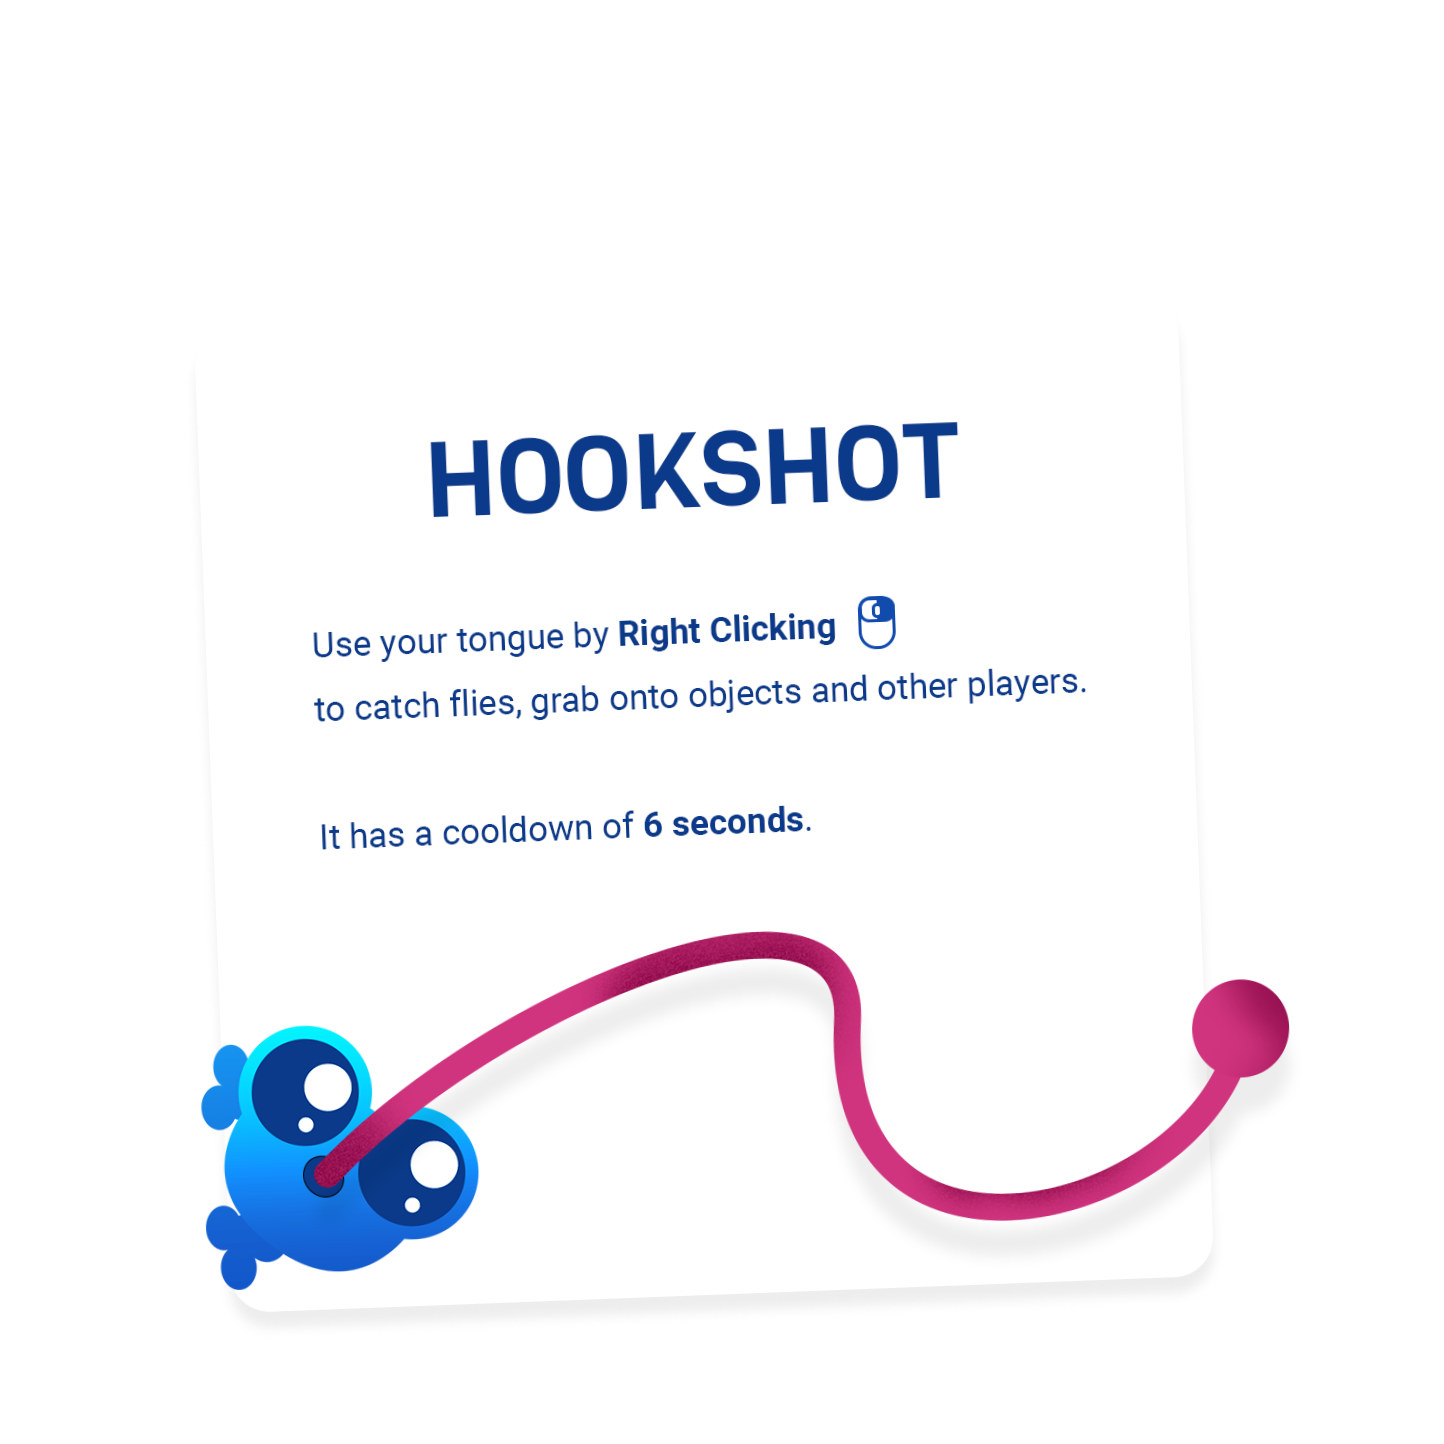 HOOKSHOT
Use your tongue by Right Clicking
to catch flies, grab onto objects and other players.
It has a cooldown of 6 seconds.